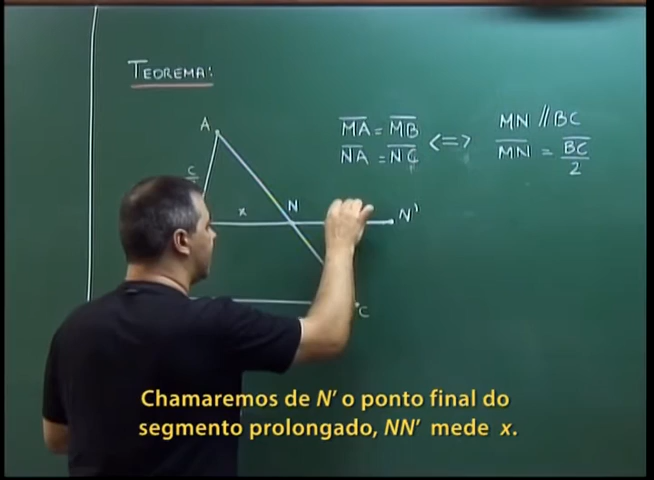 TEOREMA:
A
MA = MB <=> MN // BC
NA = NC MN = BC/2
c
N
x
N'
C
Chamaremos de N' o ponto final do
segmento prolongado, NN' mede x.